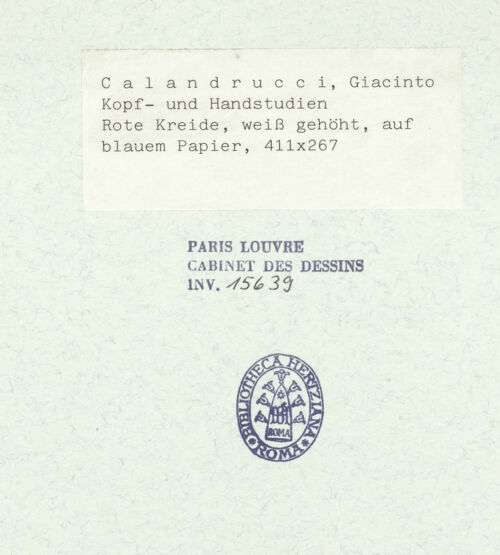 C a l a n d r u c c i, Giacinto
Kopf- und Handstudien
Rote Kreide, weiß gehöht, auf
blauem Papier, 411x267
PARIS LOUVRE
CABINET DES DESSINS
INV. 15639
BIBLIOTHECA HERTZIANA
ROMA
ROMA